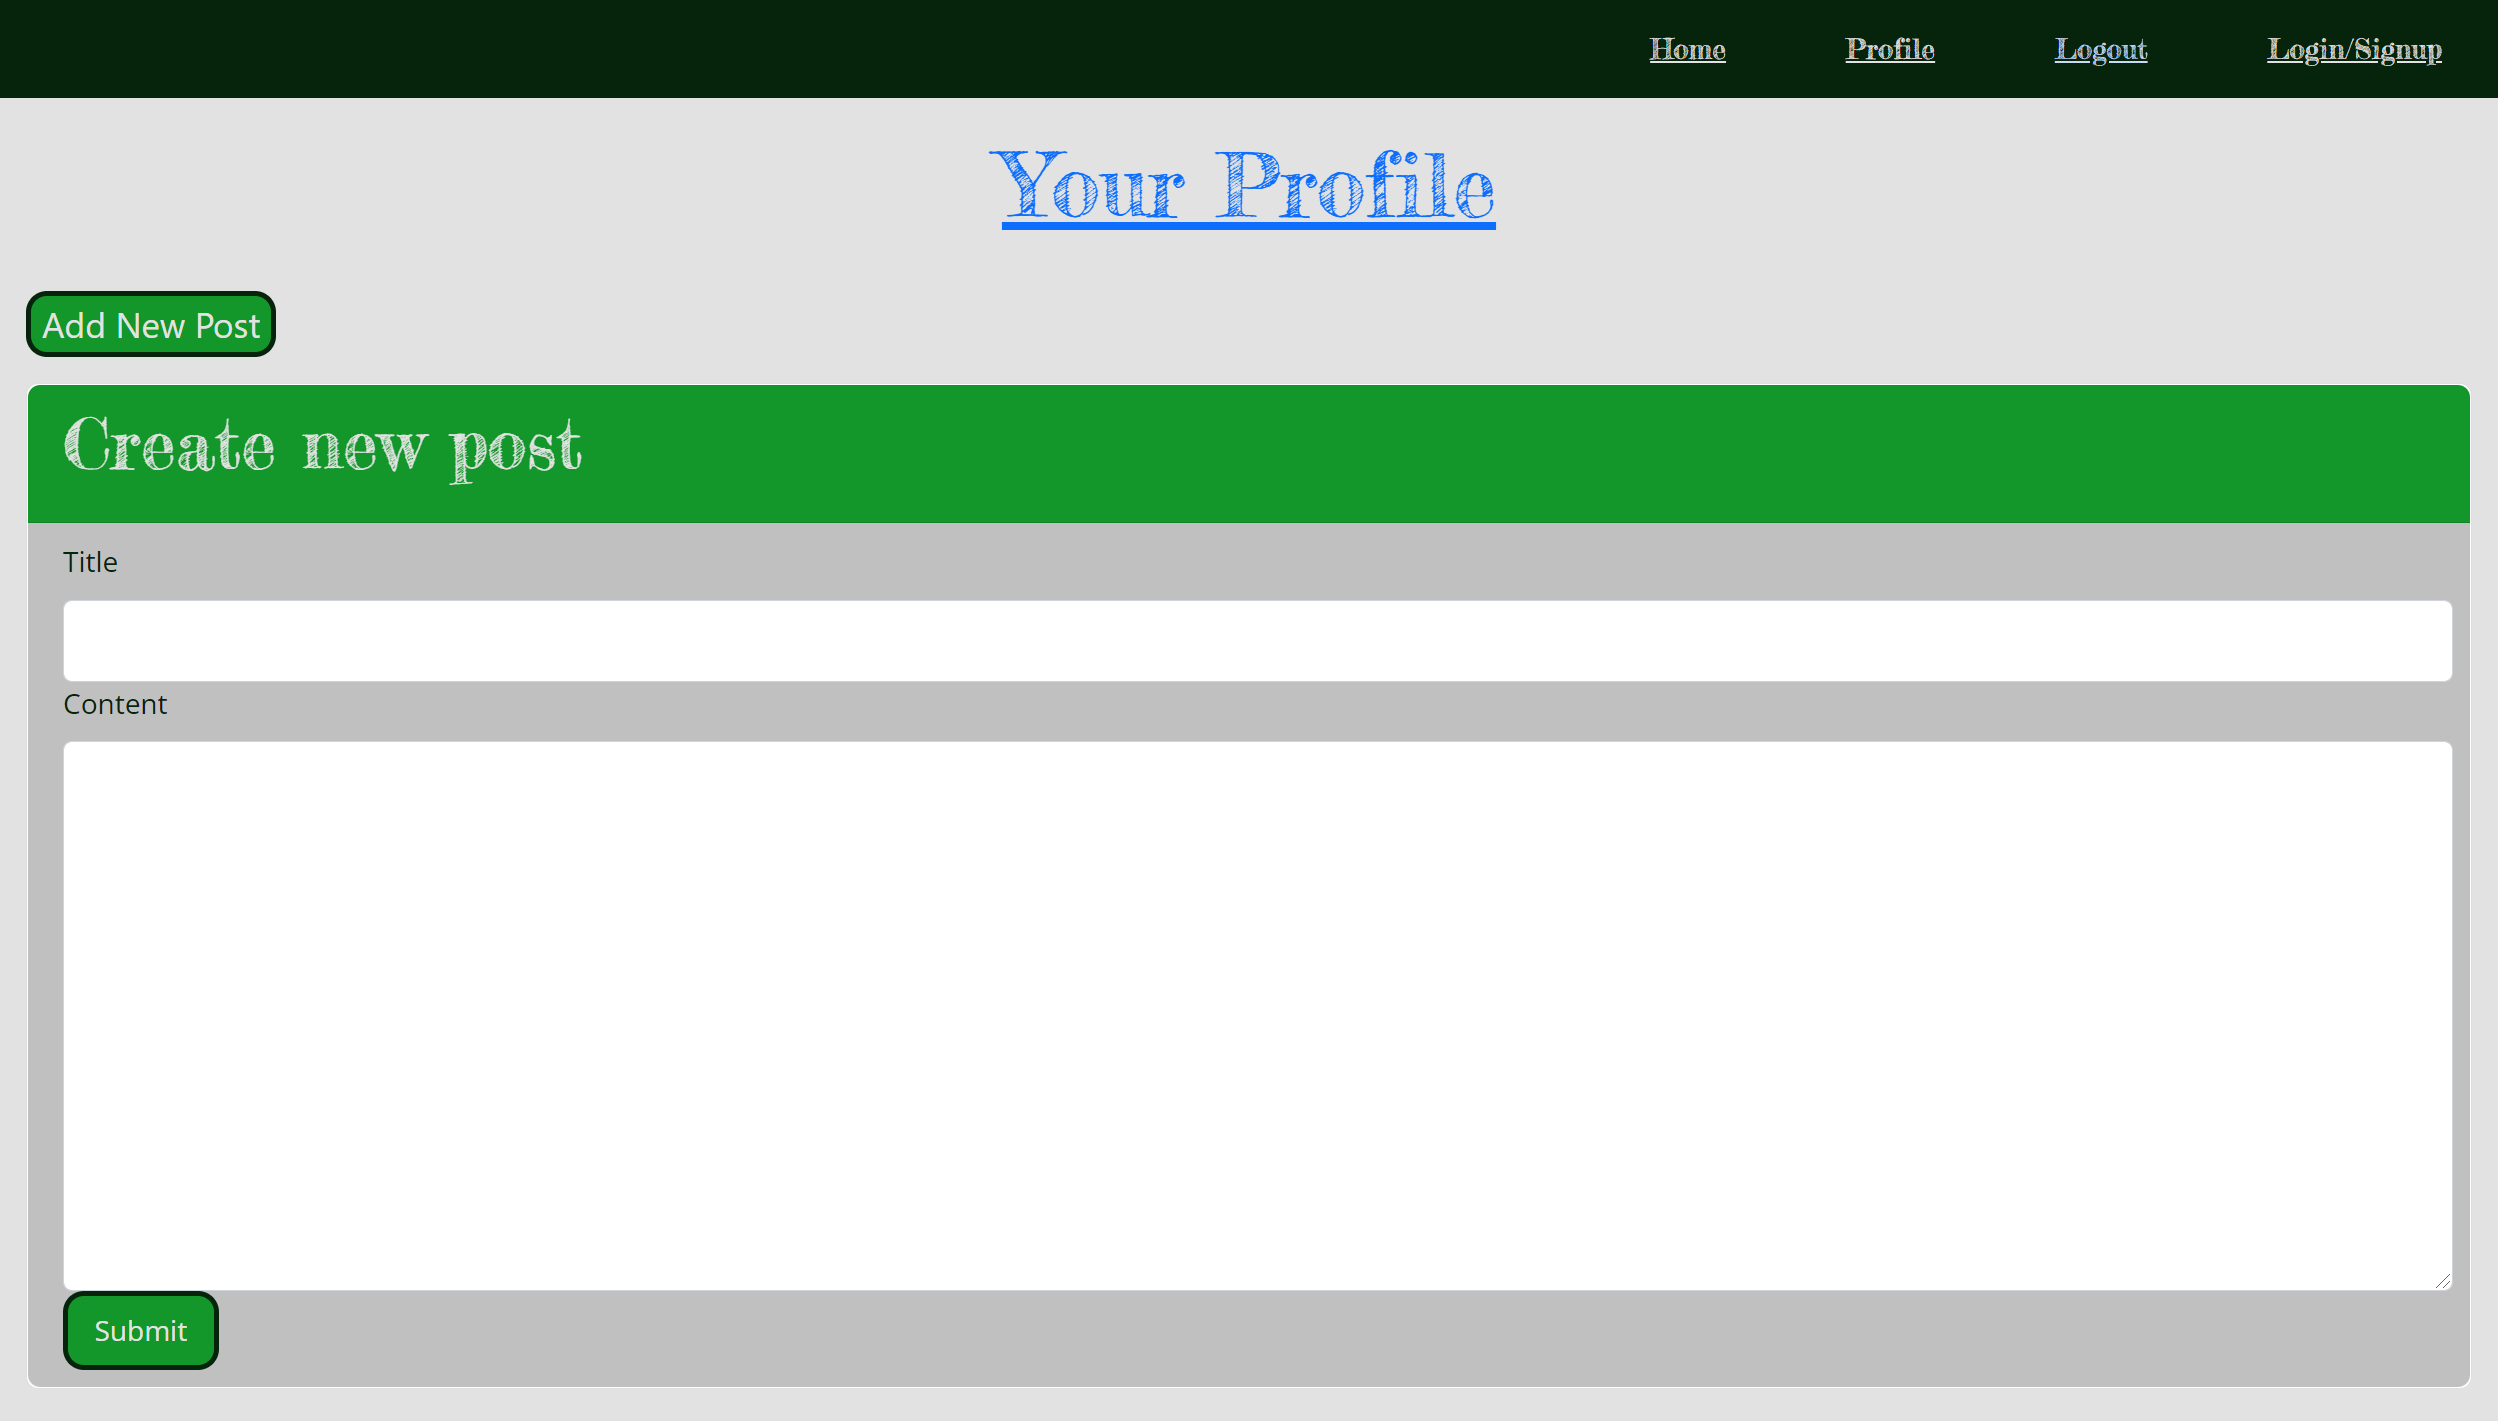 Home Profile Logout Login/Signup
Your Profile
Add New Post
Create new post
Title
Content
Submit